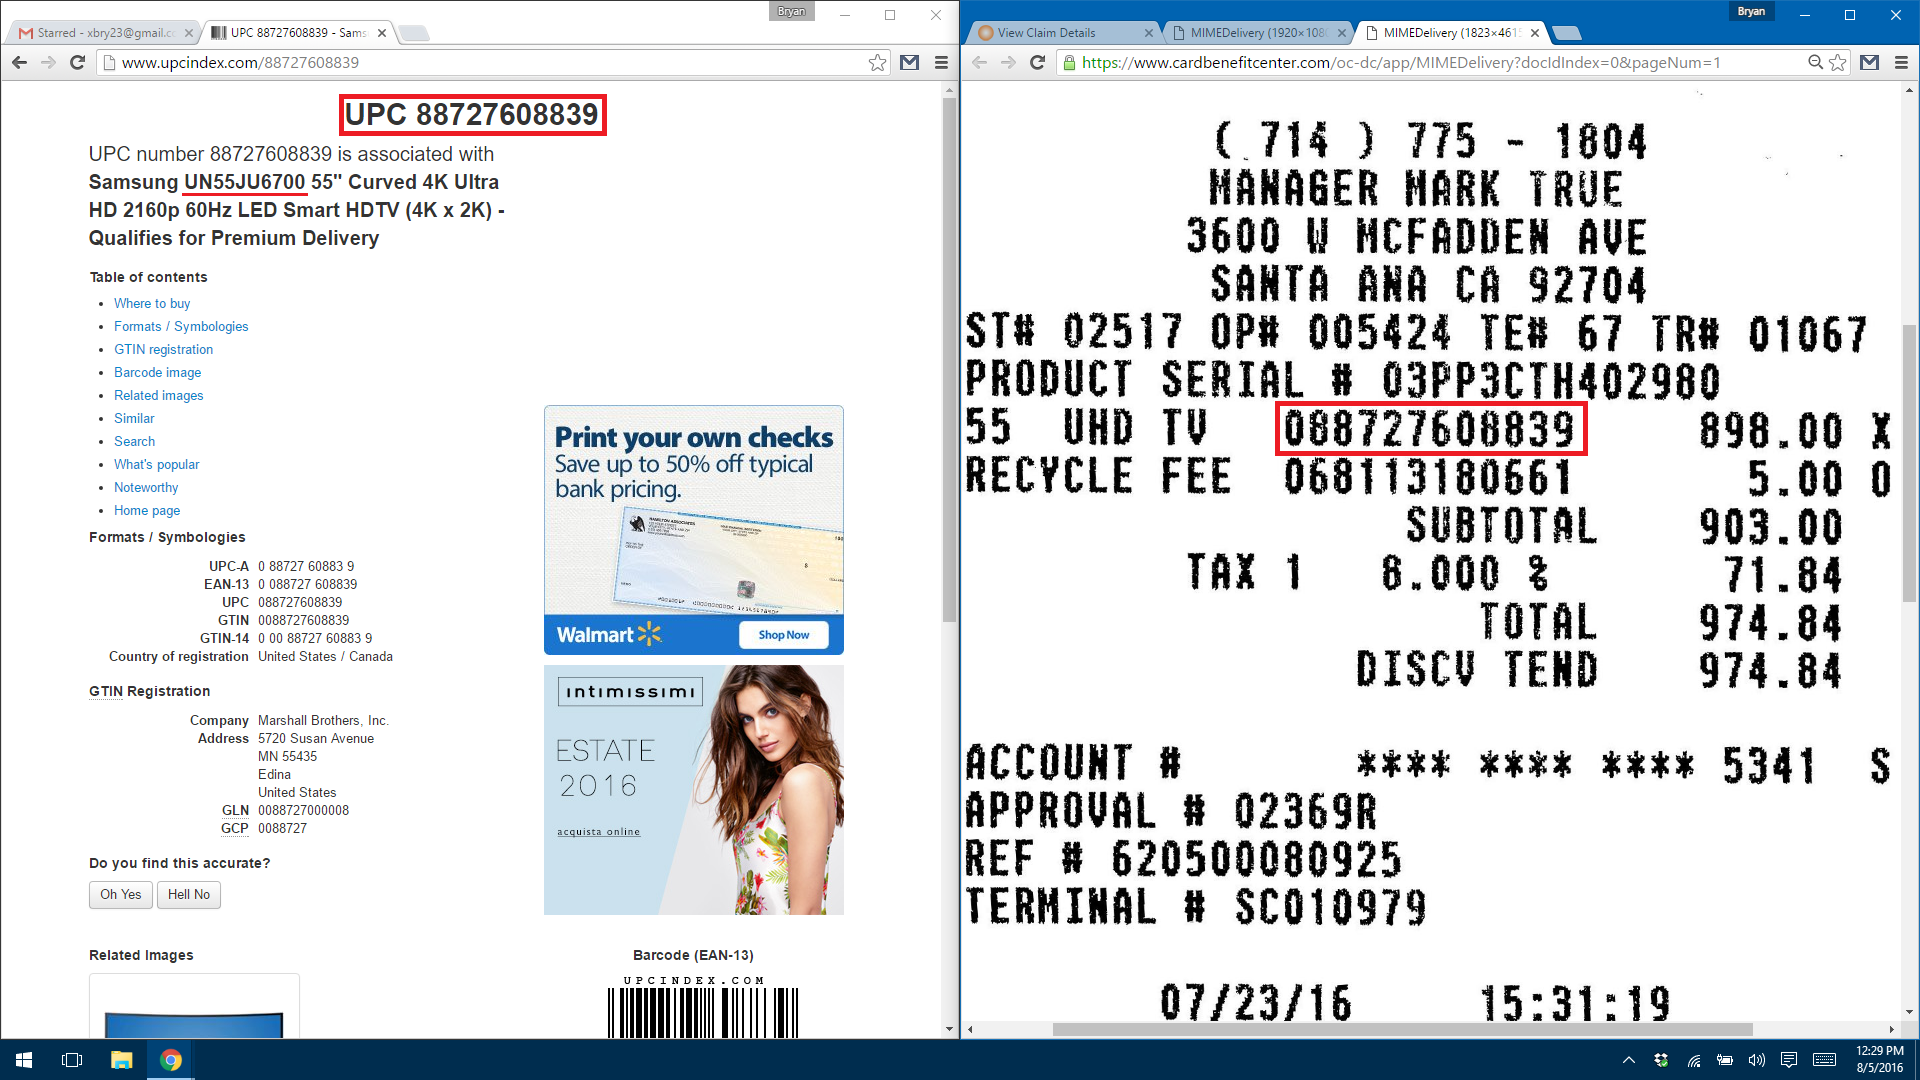 Bryan
Starred - xbry23@gmail.c
UPC 88727608839 - Sams
www.upcindex.com/88727608839
UPC 88727608839
UPC number 88727608839 is associated with
Samsung UN55JU6700 55" Curved 4K Ultra
HD 2160p 60Hz LED Smart HDTV (4K x 2K) -
Qualifies for Premium Delivery
Table of contents
Where to buy
Formats / Symbologies
GTIN registration
Barcode image
Related images
Similar
Search
What's popular
Noteworthy
Home page
Formats / Symbologies
UPC-A 0 88727 60883 9
EAN-13 0 088727 608839
UPC 088727608839
GTIN 0088727608839
GTIN-14 0 00 88727 60883 9
Country of registration United States / Canada
GTIN Registration
Company Marshall Brothers, Inc.
Address 5720 Susan Avenue
MN 55435
Edina
United States
GLN 0088727000008
GCP 0088727
Do you find this accurate?
Oh Yes Hell No
Related Images
Print your own checks
Save up to 50% off typical
bank pricing.
Walmart
Shop Now
intimissimi
ESTATE
2016
acquista online
Barcode (EAN-13)
UPCINDEX.COM
Bryan
View Claim Details
MIMEDelivery (1920×108
MIMEDelivery (1823×461
https://www.cardbenefitcenter.com/oc-dc/app/MIMEDelivery?docIdIndex=0&pageNum=1
( 714 ) 775 - 1804
MANAGER MARK TRUE
3600 W MCFADDEN AVE
SANTA ANA CA 92704
ST# 02517 OP# 005424 TE# 67 TR# 01067
PRODUCT SERIAL # 03PP3CTH402980
55 UHD TV 088727608839 898.00 X
RECYCLE FEE 068113180661 5.00 O
SUBTOTAL 903.00
TAX 1 8.000 % 71.84
TOTAL 974.84
DISCV TEND 974.84
ACCOUNT # **** **** **** 5341 S
APPROVAL # 02369R
REF # 620500080925
TERMINAL # SC010979
07/23/16 15:31:19
12:29 PM
8/5/2016